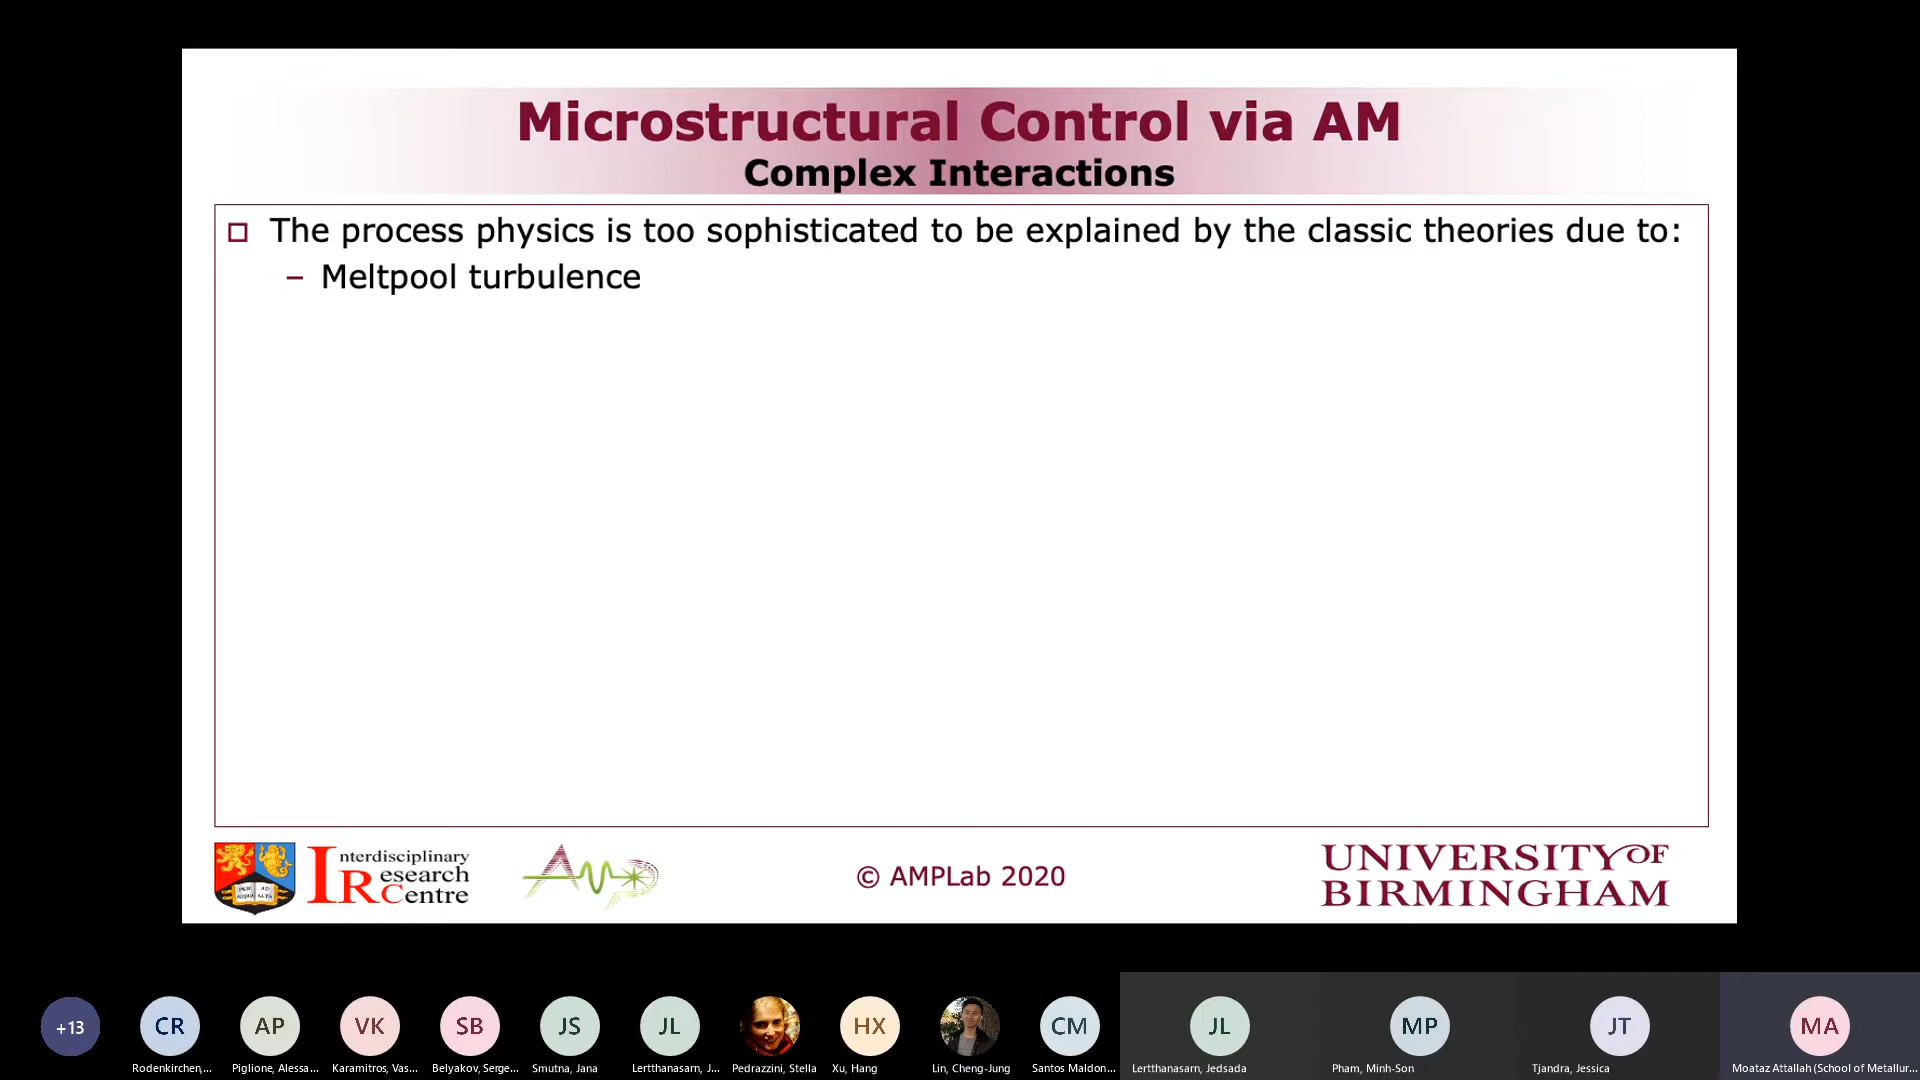 Microstructural Control via AM
Complex Interactions
The process physics is too sophisticated to be explained by the classic theories due to:
– Meltpool turbulence
Interdisciplinary
Research
Centre
© AMPLab 2020
UNIVERSITY OF
BIRMINGHAM
+13
CR
AP
VK
SB
JS
JL
HX
CM
JL
MP
JT
MA
Rodenkirchen,...
Piglione, Alessa...
Karamitros, Vas...
Belyakov, Serge...
Smutna, Jana
Lertthanasarn, J...
Pedrazzini, Stella
Xu, Hang
Lin, Cheng-Jung
Santos Maldon...
Lertthanasarn, Jedsada
Pham, Minh-Son
Tjandra, Jessica
Moataz Attallah (School of Metallur...